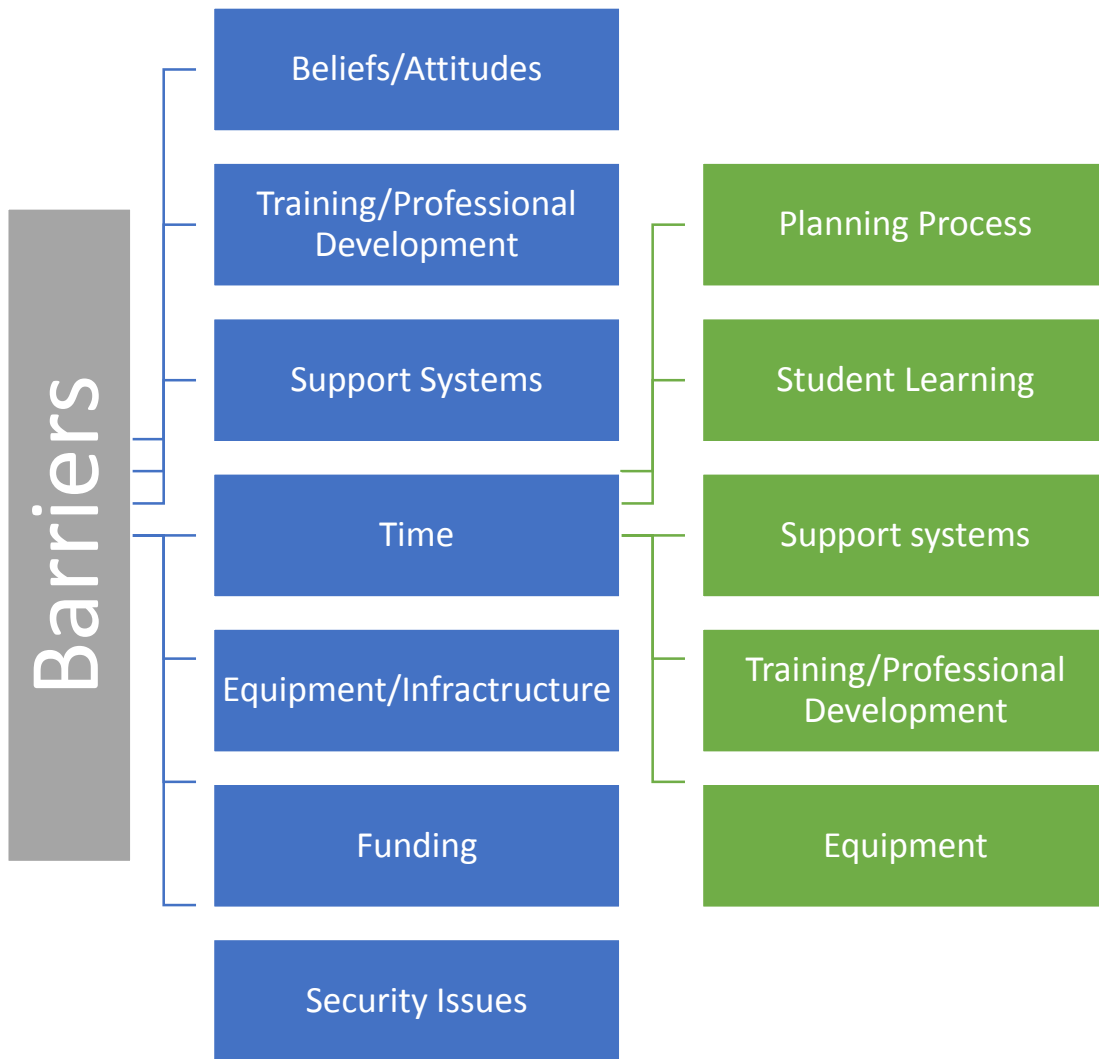 Barriers
Beliefs/Attitudes
Training/Professional
Development
Support Systems
Time
Equipment/Infractructure
Funding
Security Issues
Planning Process
Student Learning
Support systems
Training/Professional
Development
Equipment